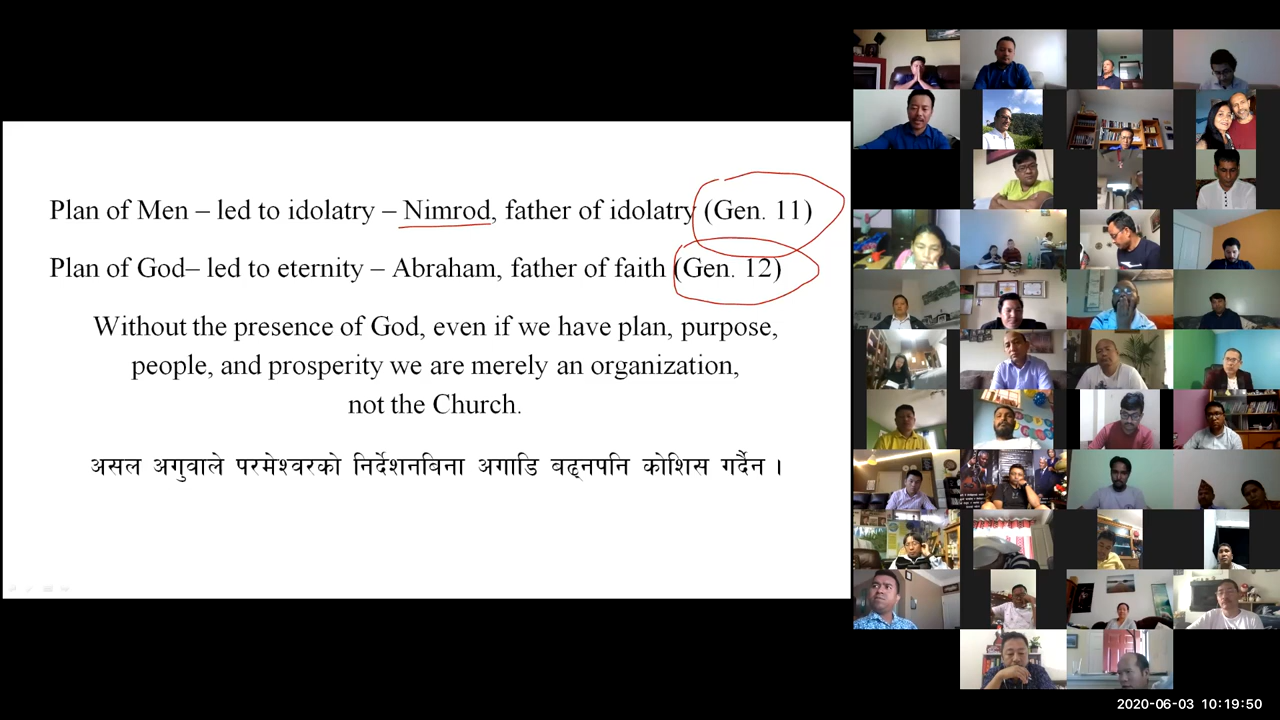 Plan of Men – led to idolatry – Nimrod, father of idolatry (Gen. 11)
Plan of God– led to eternity – Abraham, father of faith (Gen. 12)
Without the presence of God, even if we have plan, purpose,
people, and prosperity we are merely an organization,
not the Church.
असल अगुवाले परमेश्वरको निर्देशनबिना अगाडि बढ्नपनि कोशिस गर्दैन ।
2020-06-03 10:19:50